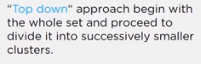 "Top down" approach begin with
the whole set and proceed to
divide it into successively smaller
clusters.